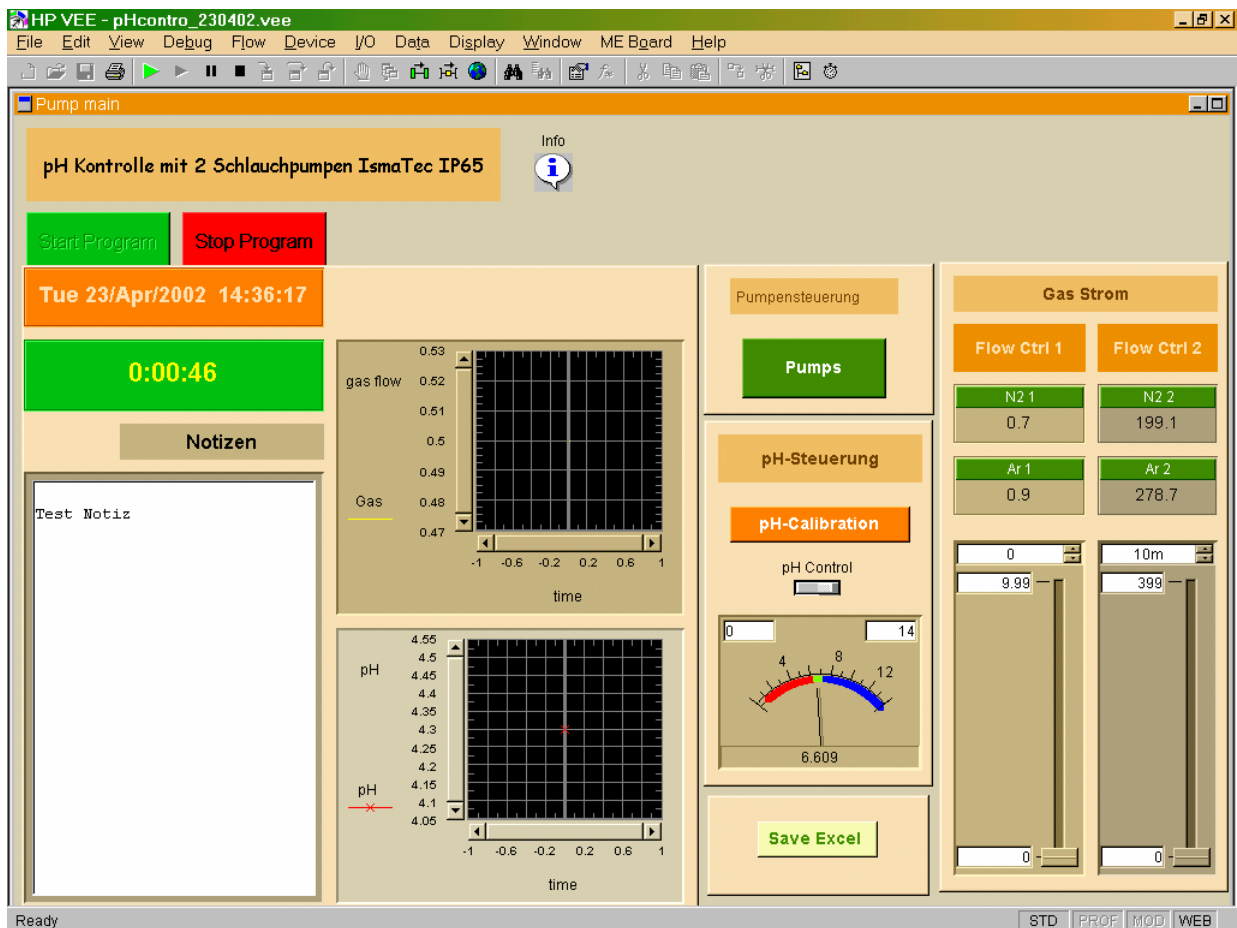 HP VEE - pHcontro_230402.vee
File Edit View Debug Flow Device I/O Data Display Window ME Board Help
Pump main
pH Kontrolle mit 2 Schlauchpumpen IsmaTec IP65
Info
Start Program
Stop Program
Tue 23/Apr/2002 14:36:17
0:00:46
Notizen
Test Notiz
gas flow
Gas
0.53
0.52
0.51
0.5
0.49
0.48
0.47
-1 -0.6 -0.2 0.2 0.6 1
time
pH
pH
4.55
4.5
4.45
4.4
4.35
4.3
4.25
4.2
4.15
4.1
4.05
-1 -0.6 -0.2 0.2 0.6 1
time
Pumpensteuerung
Pumps
pH-Steuerung
pH-Calibration
pH Control
0 14
4 8 12
6.609
Save Excel
Gas Strom
Flow Ctrl 1 Flow Ctrl 2
N2 1 N2 2
0.7 199.1
Ar 1 Ar 2
0.9 278.7
0 10m
9.99 399
0 0
Ready STD PROF MOD WEB